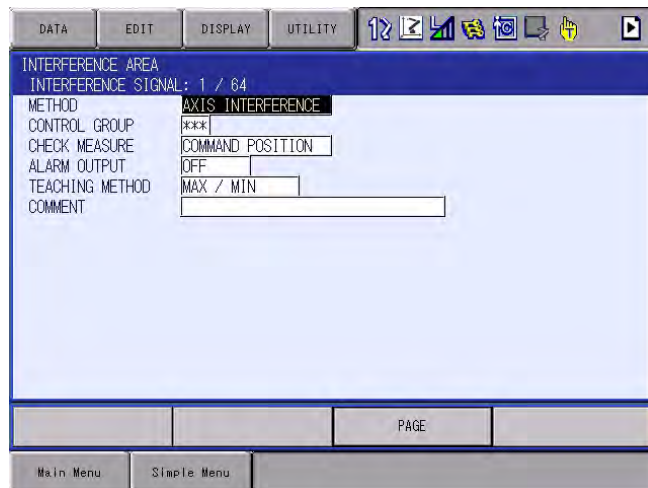 DATA EDIT DISPLAY UTILITY
INTERFERENCE AREA
INTERFERENCE SIGNAL: 1 / 64
METHOD AXIS INTERFERENCE
CONTROL GROUP ***
CHECK MEASURE COMMAND POSITION
ALARM OUTPUT OFF
TEACHING METHOD MAX / MIN
COMMENT
PAGE
Main Menu Simple Menu